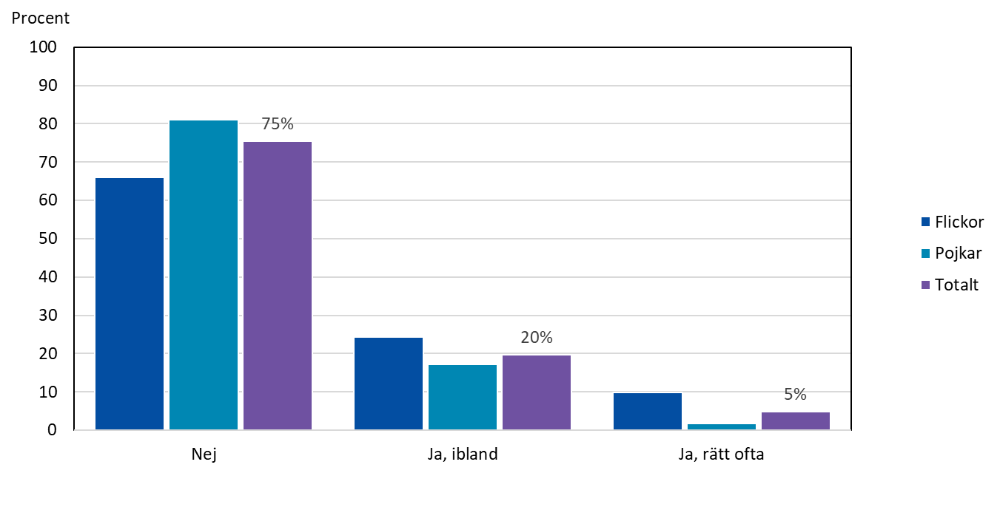 Procent
100
90
80
70
60
50
40
30
20
10
0
75%
20%
5%
Nej
Ja, ibland
Ja, rätt ofta
Flickor
Pojkar
Totalt